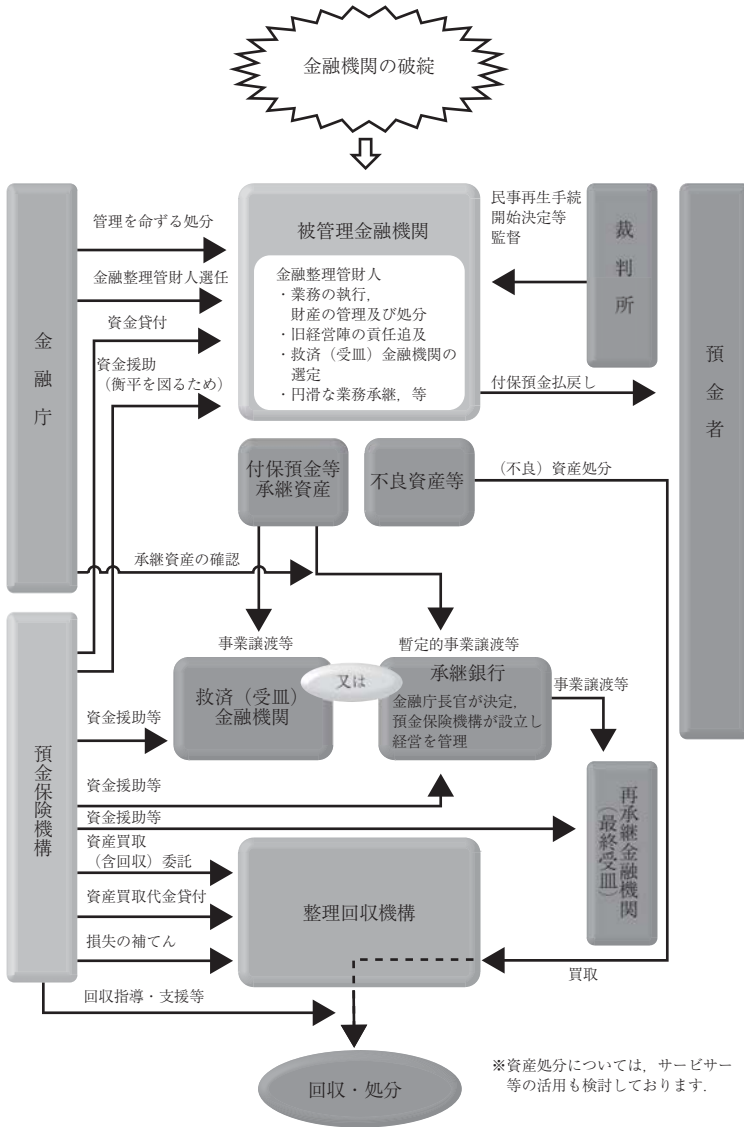 金融機関の破綻
金融庁
管理を命ずる処分
金融整理管財人選任
資金貸付
資金援助
（衡平を図るため）
被管理金融機関
金融整理管財人
・業務の執行，
財産の管理及び処分
・旧経営陣の責任追及
・救済（受皿）金融機関の
選定
・円滑な業務承継，等
民事再生手続
開始決定等
監督
裁判所
預金者
付保預金払戻し
付保預金等
承継資産
不良資産等
（不良）資産処分
承継資産の確認
事業譲渡等
暫定的事業譲渡等
救済（受皿）
金融機関
又は
承継銀行
金融庁長官が決定，
預金保険機構が設立し
経営を管理
事業譲渡等
預金保険機構
資金援助等
資金援助等
資金援助等
再承継金融機関
（最終受皿）
資産買取
（含回収）委託
資産買取代金貸付
損失の補てん
整理回収機構
買取
回収指導・支援等
回収・処分
※資産処分については，サービサー
等の活用も検討しております．